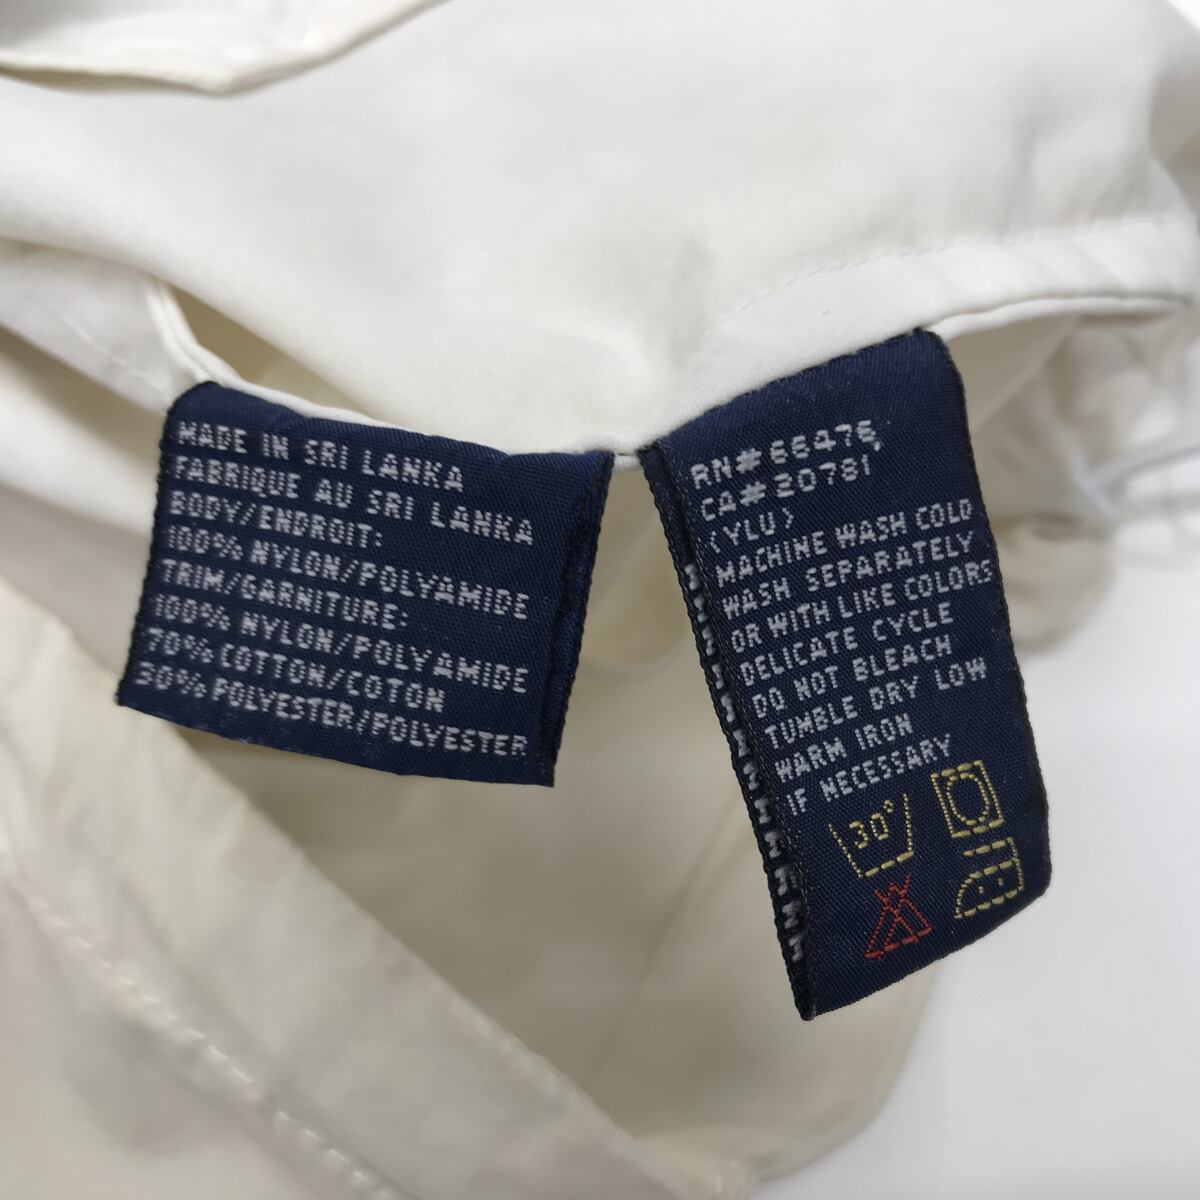 MADE IN SRI LANKA
FABRIQUE AU SRI LANKA
BODY/ENDROIT:
100% NYLON/POLYAMIDE
TRIM/GARNITURE:
100% NYLON/POLYAMIDE
70% COTTON/COTON
30% POLYESTER/POLYESTER
RN# 66476,
CA# 20781
(YLU)
MACHINE WASH COLD
WASH SEPARATELY
OR WITH LIKE COLORS
DELICATE CYCLE
DO NOT BLEACH
TUMBLE DRY LOW
WARM IRON
IF NECESSARY
30°